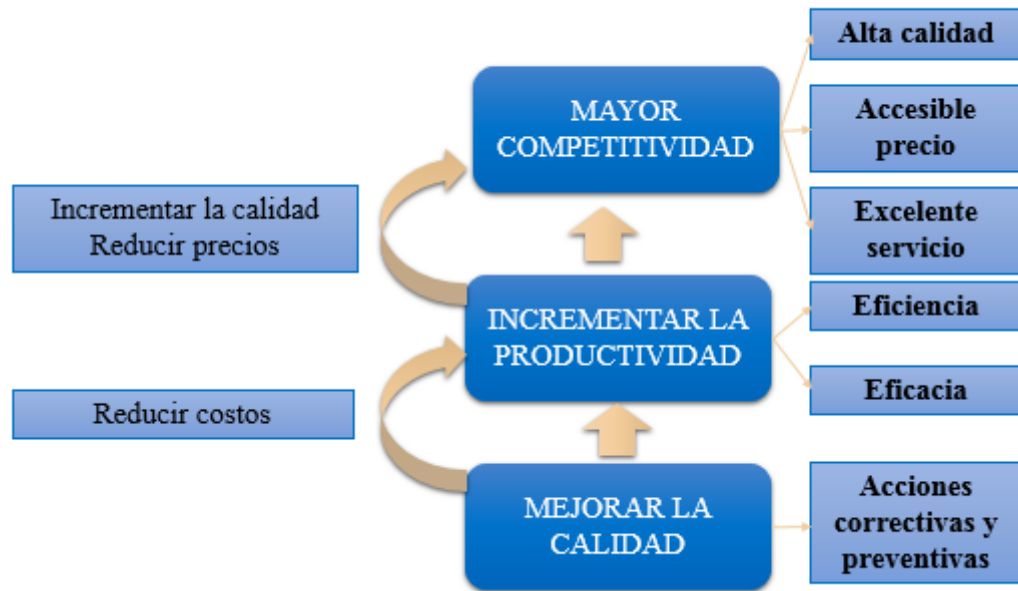 Alta calidad
MAYOR
COMPETITIVIDAD
Accesible
precio
Incrementar la calidad
Reducir precios
Excelente
servicio
INCREMENTAR LA
PRODUCTIVIDAD
Eficiencia
Eficacia
Reducir costos
MEJORAR LA
CALIDAD
Acciones
correctivas y
preventivas